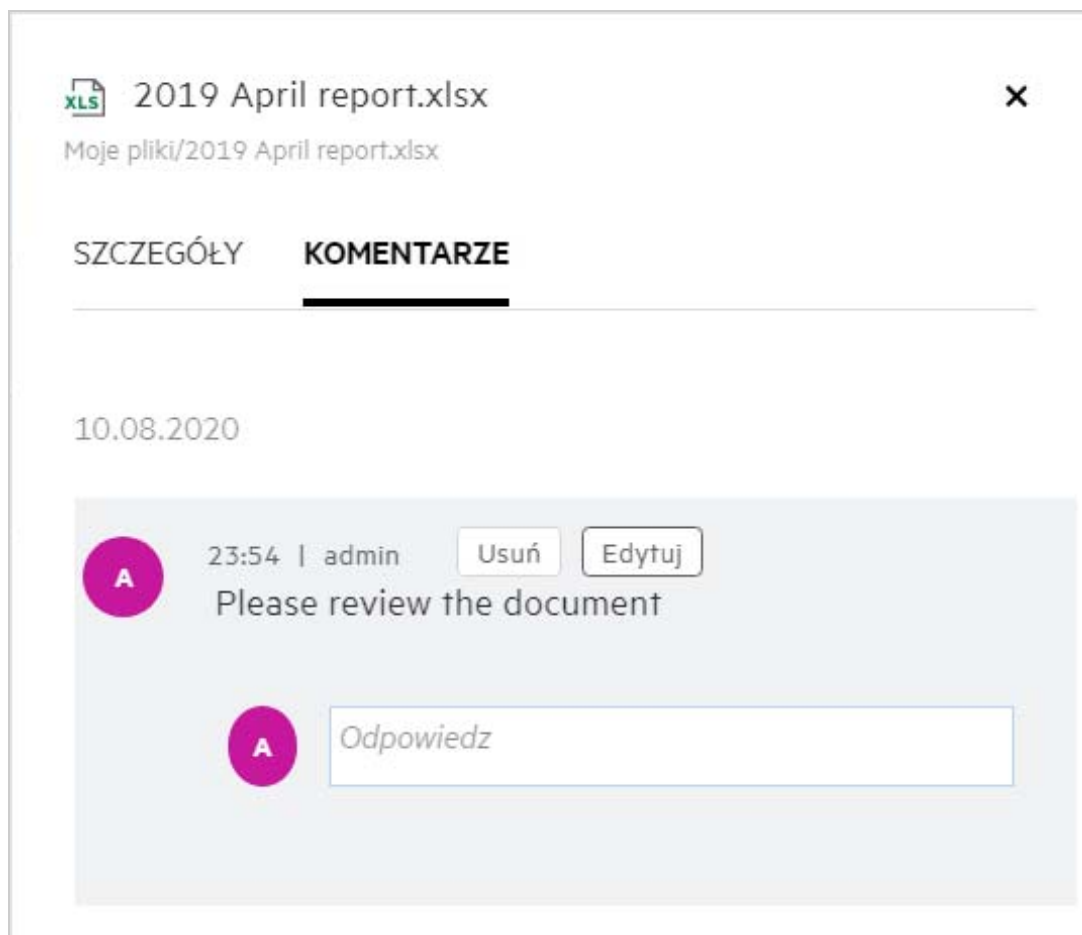 XLS 2019 April report.xlsx
Moje pliki/2019 April report.xlsx
SZCZEGÓŁY KOMENTARZE
10.08.2020
A 23:54 | admin Usuń Edytuj
Please review the document
A Odpowiedz